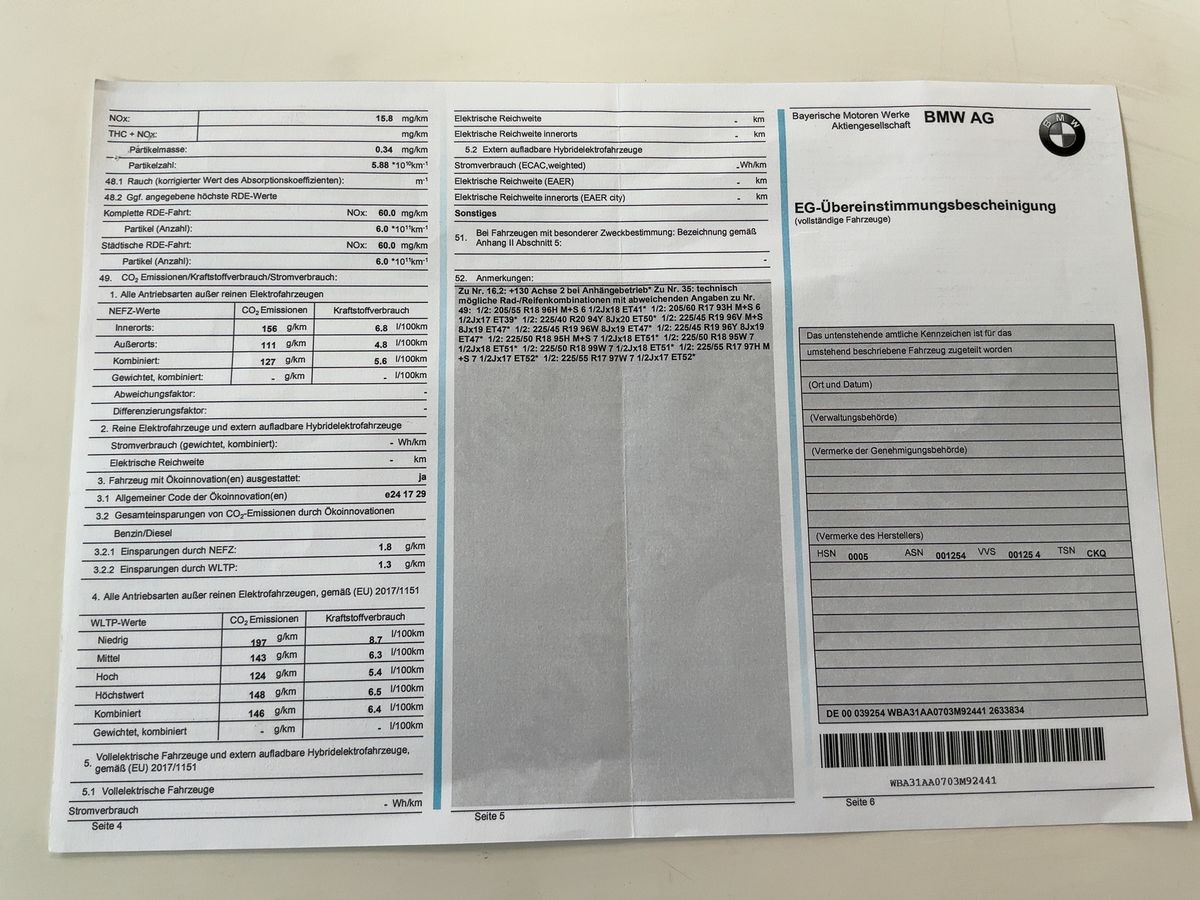 NOx: 15.8 mg/km
THC + NOx: mg/km
Partikelmasse: 0.34 mg/km
Partikelzahl: 5.88 *10¹⁰km⁻¹
48.1 Rauch (korrigierter Wert des Absorptionskoeffizienten): m⁻¹
48.2 Ggf. angegebene höchste RDE-Werte
Komplette RDE-Fahrt: NOx: 60.0 mg/km
Partikel (Anzahl): 6.0 *10¹¹km⁻¹
Städtische RDE-Fahrt: NOx: 60.0 mg/km
Partikel (Anzahl): 6.0 *10¹¹km⁻¹
49. CO₂ Emissionen/Kraftstoffverbrauch/Stromverbrauch:
1. Alle Antriebsarten außer reinen Elektrofahrzeugen
NEFZ-Werte CO₂ Emissionen Kraftstoffverbrauch
Innerorts: 156 g/km 6.8 l/100km
Außerorts: 111 g/km 4.8 l/100km
Kombiniert: 127 g/km 5.6 l/100km
Gewichtet, kombiniert: - g/km - l/100km
Abweichungsfaktor: -
Differenzierungsfaktor: -
2. Reine Elektrofahrzeuge und extern aufladbare Hybridelektrofahrzeuge
Stromverbrauch (gewichtet, kombiniert): - Wh/km
Elektrische Reichweite - km
3. Fahrzeug mit Ökoinnovation(en) ausgestattet: ja
3.1 Allgemeiner Code der Ökoinnovation(en) e24 17 29
3.2 Gesamteinsparungen von CO₂-Emissionen durch Ökoinnovationen
Benzin/Diesel
3.2.1 Einsparungen durch NEFZ: 1.8 g/km
3.2.2 Einsparungen durch WLTP: 1.3 g/km
4. Alle Antriebsarten außer reinen Elektrofahrzeugen, gemäß (EU) 2017/1151
WLTP-Werte CO₂ Emissionen Kraftstoffverbrauch
Niedrig 197 g/km 8.7 l/100km
Mittel 143 g/km 6.3 l/100km
Hoch 124 g/km 5.4 l/100km
Höchstwert 148 g/km 6.5 l/100km
Kombiniert 146 g/km 6.4 l/100km
Gewichtet, kombiniert - g/km - l/100km
5. Vollelektrische Fahrzeuge und extern aufladbare Hybridelektrofahrzeuge,
gemäß (EU) 2017/1151
5.1 Vollelektrische Fahrzeuge
Stromverbrauch - Wh/km
Seite 4
Elektrische Reichweite - km
Elektrische Reichweite innerorts - km
5.2 Extern aufladbare Hybridelektrofahrzeuge
Stromverbrauch (ECAC,weighted) -Wh/km
Elektrische Reichweite (EAER) - km
Elektrische Reichweite innerorts (EAER city) - km
Sonstiges
51. Bei Fahrzeugen mit besonderer Zweckbestimmung: Bezeichnung gemäß
Anhang II Abschnitt 5:
-
52. Anmerkungen:
Zu Nr. 16.2: +130 Achse 2 bei Anhängebetrieb* Zu Nr. 35: technisch
mögliche Rad-/Reifenkombinationen mit abweichenden Angaben zu Nr.
49: 1/2: 205/55 R18 96H M+S 6 1/2Jx18 ET41* 1/2: 205/60 R17 93H M+S 6
1/2Jx17 ET39* 1/2: 225/40 R20 94Y 8Jx20 ET50* 1/2: 225/45 R19 96V M+S
8Jx19 ET47* 1/2: 225/45 R19 96W 8Jx19 ET47* 1/2: 225/45 R19 96Y 8Jx19
ET47* 1/2: 225/50 R18 95H M+S 7 1/2Jx18 ET51* 1/2: 225/50 R18 95W 7
1/2Jx18 ET51* 1/2: 225/50 R18 99W 7 1/2Jx18 ET51* 1/2: 225/55 R17 97H M
+S 7 1/2Jx17 ET52* 1/2: 225/55 R17 97W 7 1/2Jx17 ET52*
Seite 5
Bayerische Motoren Werke BMW AG
Aktiengesellschaft
BMW
EG-Übereinstimmungsbescheinigung
(vollständige Fahrzeuge)
Das untenstehende amtliche Kennzeichen ist für das
umstehend beschriebene Fahrzeug zugeteilt worden
(Ort und Datum)
(Verwaltungsbehörde)
(Vermerke der Genehmigungsbehörde)
(Vermerke des Herstellers)
HSN 0005 ASN 001254 VVS 00125 4 TSN CKQ
DE 00 039254 WBA31AA0703M92441 2633834
WBA31AA0703M92441
Seite 6